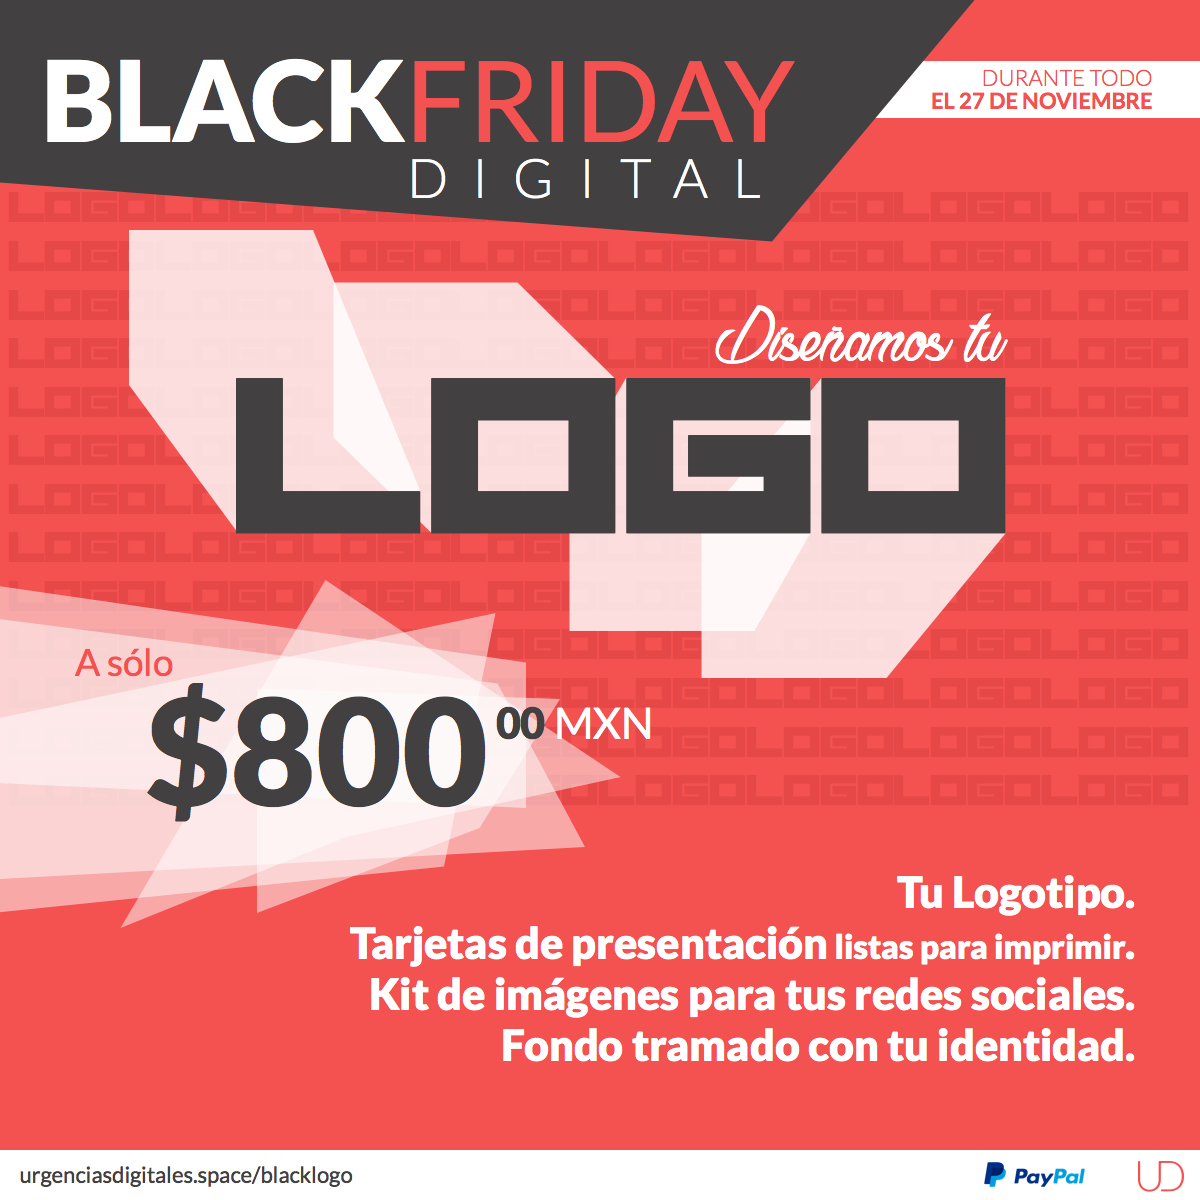 BLACKFRIDAY
DIGITAL
DURANTE TODO
EL 27 DE NOVIEMBRE
Diseñamos tu
LOGO
A sólo
$800 00 MXN
Tu Logotipo.
Tarjetas de presentación listas para imprimir.
Kit de imágenes para tus redes sociales.
Fondo tramado con tu identidad.
urgenciasdigitales.space/blacklogo
PayPal
UD